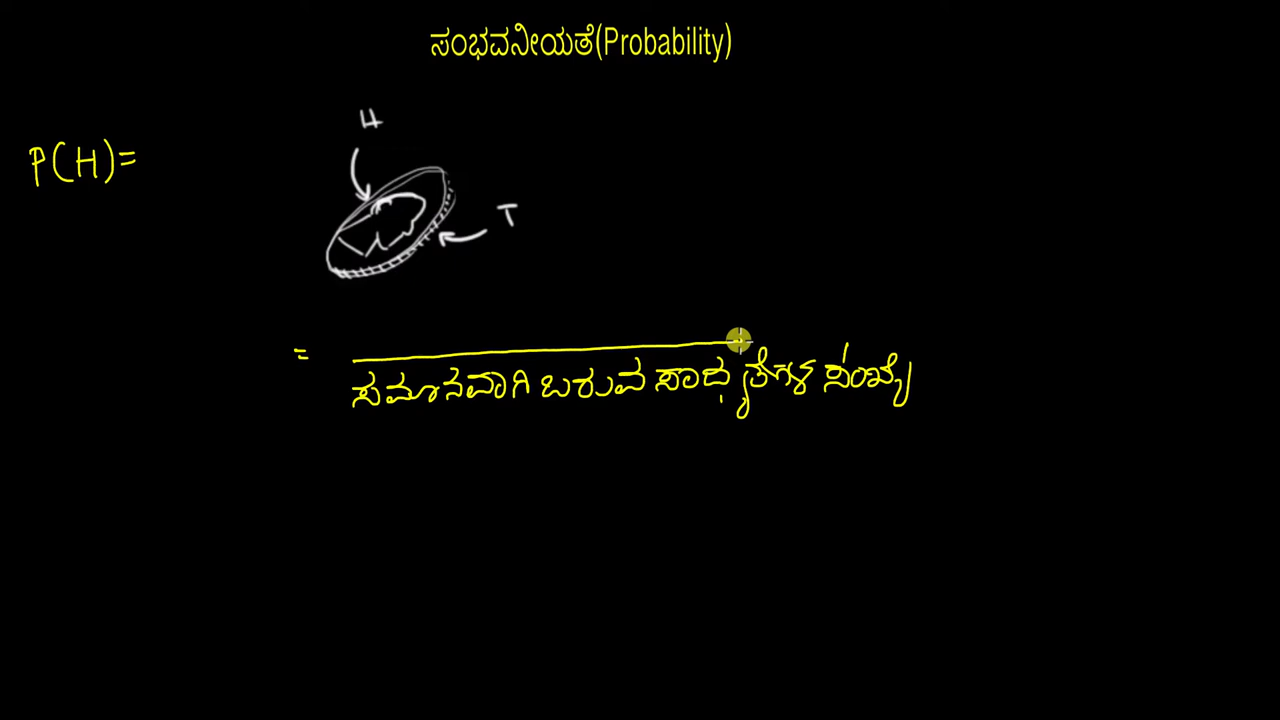 ಸಂಭವನೀಯತೆ(Probability)
H
P(H)=
T
=
ಸಮಾನವಾಗಿ ಬರುವ ಸಾಧ್ಯತೆಗಳ ಸಂಖ್ಯೆ